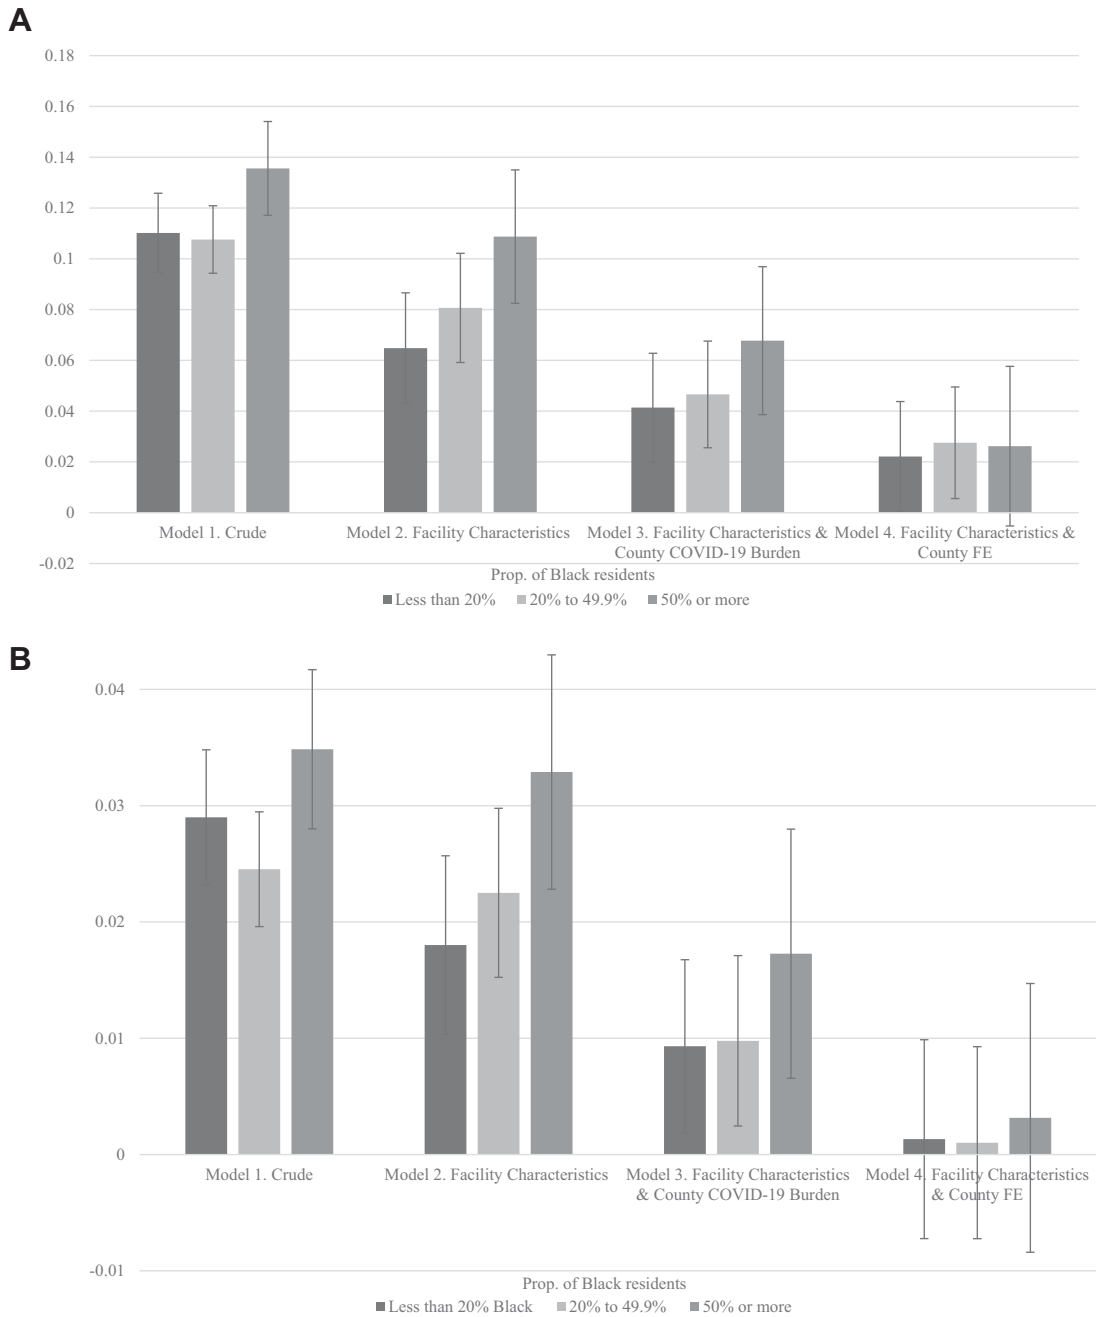 A
0.18
0.16
0.14
0.12
0.1
0.08
0.06
0.04
0.02
0
-0.02
Model 1. Crude
Model 2. Facility Characteristics
Model 3. Facility Characteristics &
County COVID-19 Burden
Model 4. Facility Characteristics &
County FE
Prop. of Black residents
Less than 20% 20% to 49.9% 50% or more
B
0.04
0.03
0.02
0.01
0
-0.01
Model 1. Crude
Model 2. Facility Characteristics
Model 3. Facility Characteristics
& County COVID-19 Burden
Model 4. Facility Characteristics
& County FE
Prop. of Black residents
Less than 20% Black 20% to 49.9% 50% or more